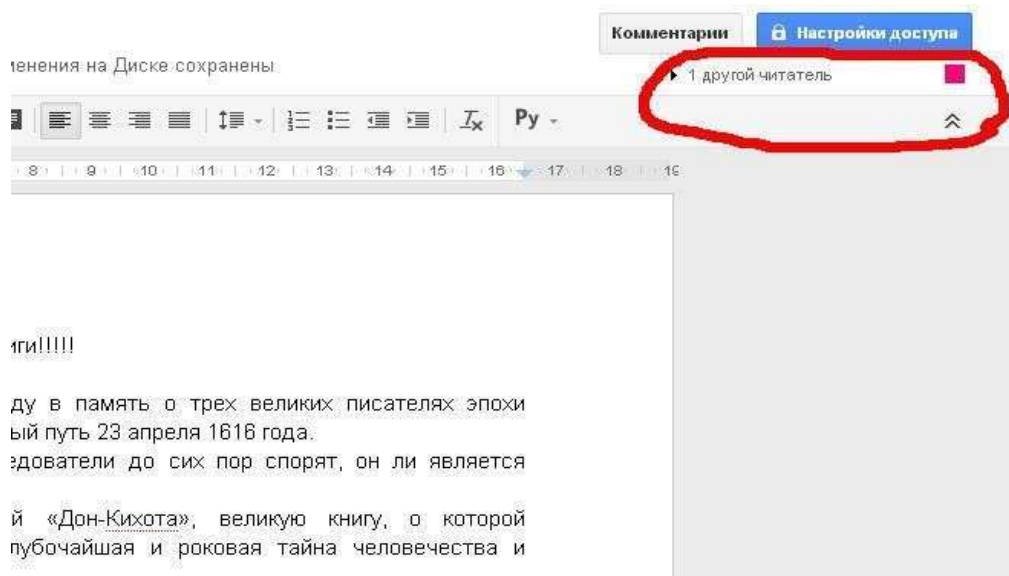 Комментарии Настройки доступа
менения на Диске сохранены
1 другой читатель
Ру
8 9 10 11 12 13 14 15 16 17 18 19
иги!!!!!
ду в память о трех великих писателях эпохи
ый путь 23 апреля 1616 года.
едователи до сих пор спорят, он ли является
й «Дон-Кихота», великую книгу, о которой
лубочайшая и роковая тайна человечества и